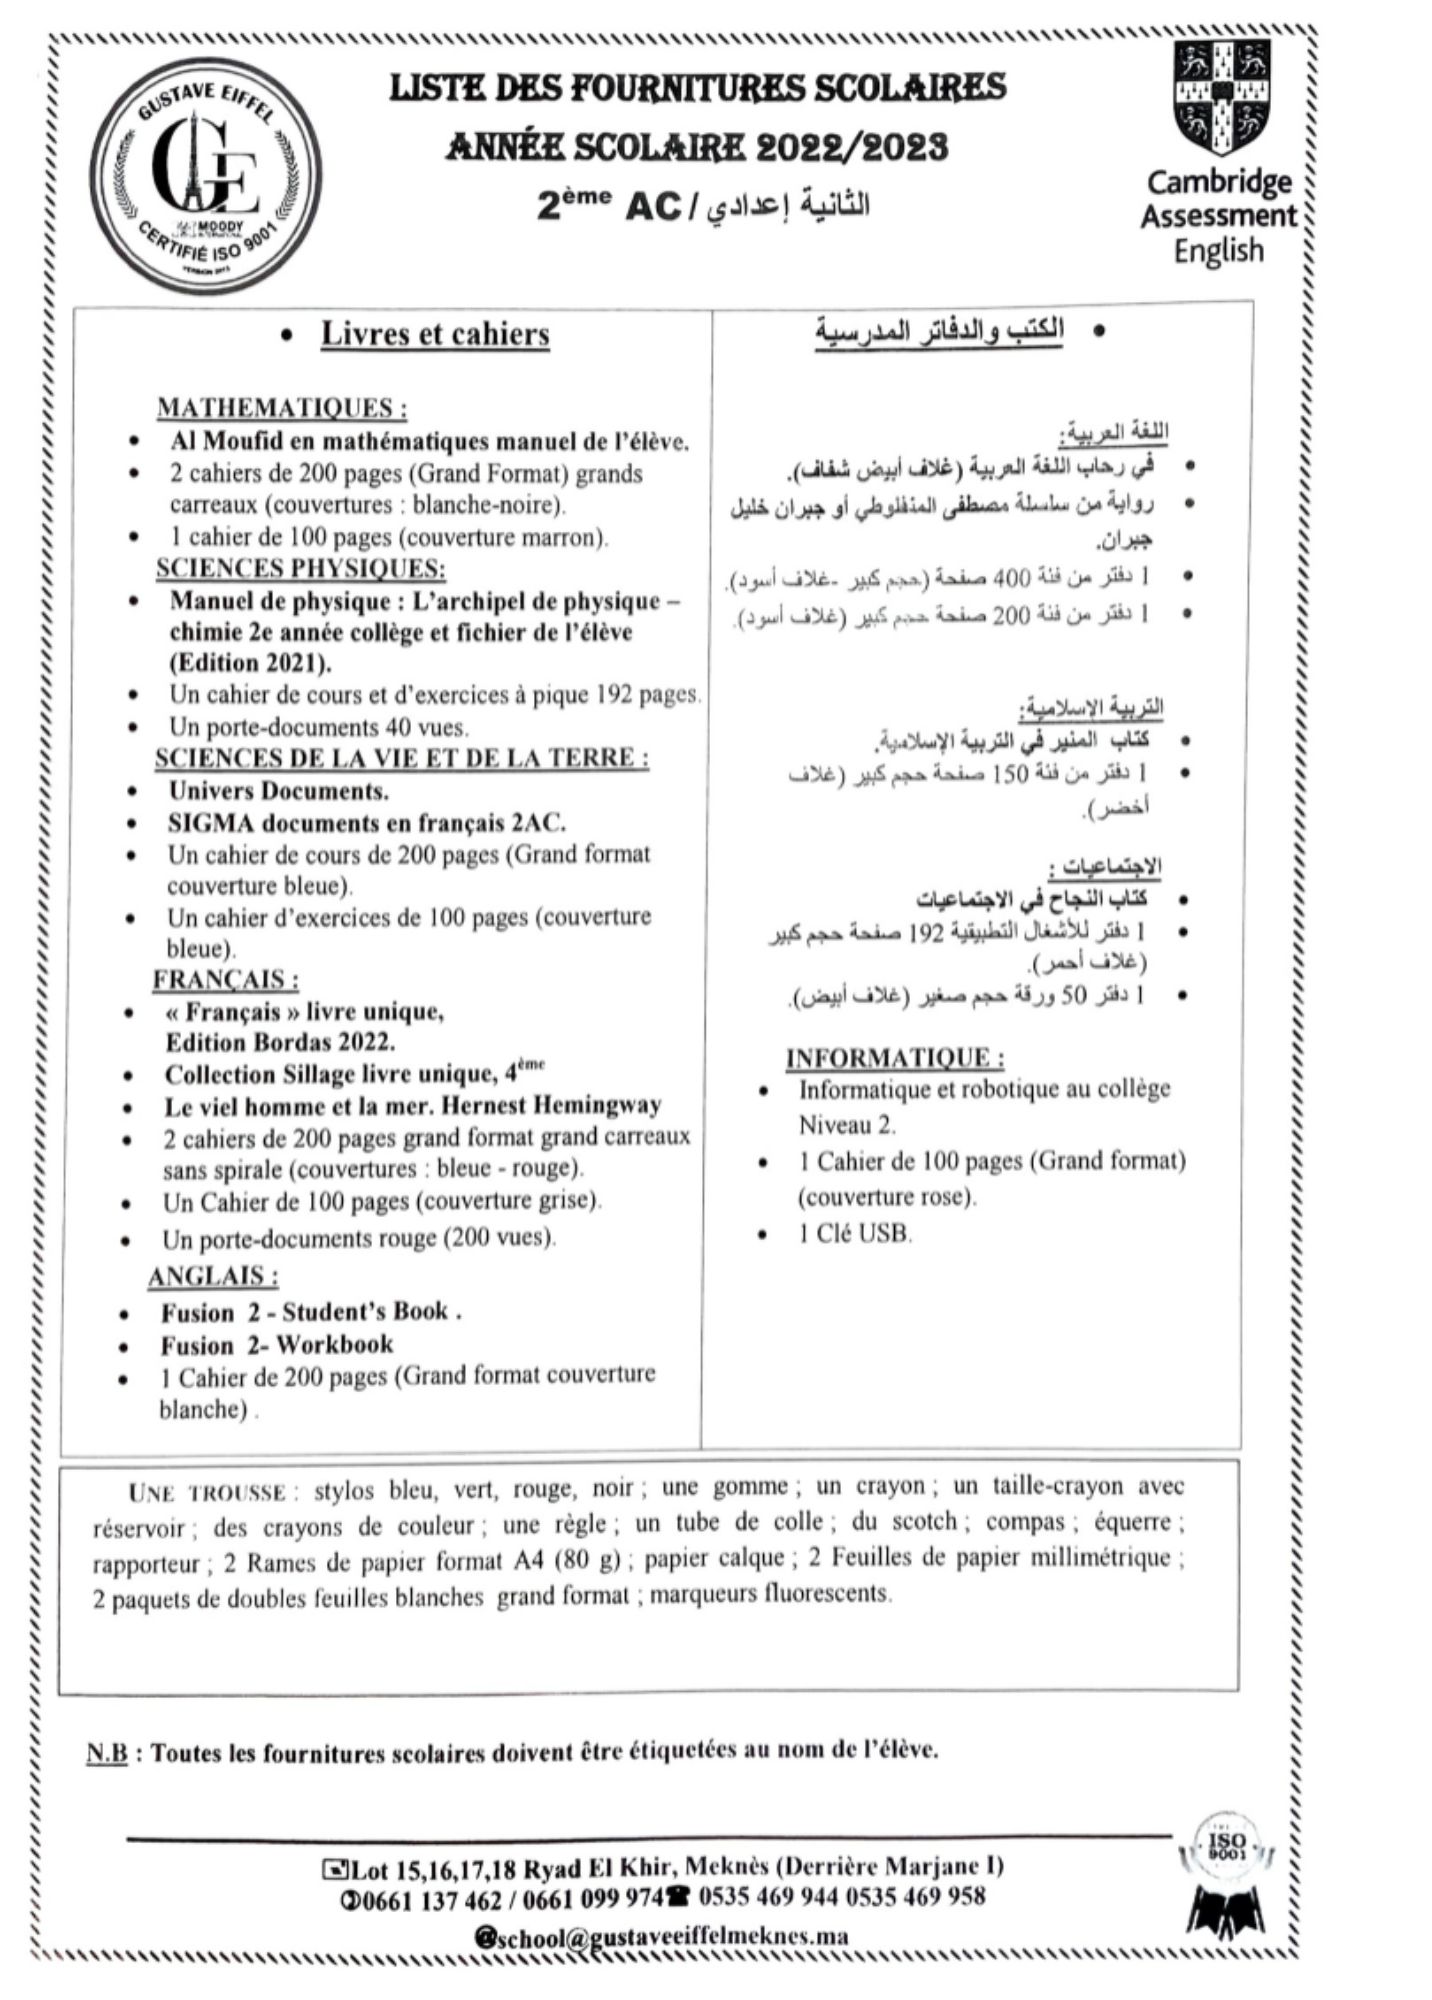 GUSTAVE EIFFEL
GE
MOODY
INTERNATIONAL
CERTIFIÉ ISO 9001
LISTE DES FOURNITURES SCOLAIRES
ANNÉE SCOLAIRE 2022/2023
2ème AC / الثانية إعدادي
Cambridge
Assessment
English
• Livres et cahiers
MATHEMATIQUES :
• Al Moufid en mathématiques manuel de l’élève.
• 2 cahiers de 200 pages (Grand Format) grands
carreaux (couvertures : blanche-noire).
• 1 cahier de 100 pages (couverture marron).
SCIENCES PHYSIQUES:
• Manuel de physique : L’archipel de physique –
chimie 2e année collège et fichier de l’élève
(Edition 2021).
• Un cahier de cours et d’exercices à pique 192 pages.
• Un porte-documents 40 vues.
SCIENCES DE LA VIE ET DE LA TERRE :
• Univers Documents.
• SIGMA documents en français 2AC.
• Un cahier de cours de 200 pages (Grand format
couverture bleue).
• Un cahier d’exercices de 100 pages (couverture
bleue).
FRANÇAIS :
• « Français » livre unique,
Edition Bordas 2022.
• Collection Sillage livre unique, 4ème
• Le viel homme et la mer. Hernest Hemingway
• 2 cahiers de 200 pages grand format grand carreaux
sans spirale (couvertures : bleue - rouge).
• Un Cahier de 100 pages (couverture grise).
• Un porte-documents rouge (200 vues).
ANGLAIS :
• Fusion 2 - Student’s Book .
• Fusion 2- Workbook
• 1 Cahier de 200 pages (Grand format couverture
blanche) .
• الكتب والدفاتر المدرسية
اللغة العربية:
• في رحاب اللغة العربية (غلاف أبيض شفاف).
• رواية من سلسلة مصطفى المنفلوطي أو جبران خليل
جبران.
• 1 دفتر من فئة 400 صفحة (حجم كبير -غلاف أسود).
• 1 دفتر من فئة 200 صفحة حجم كبير (غلاف أسود).
التربية الإسلامية:
• كتاب المنير في التربية الإسلامية.
• 1 دفتر من فئة 150 صفحة حجم كبير (غلاف
أخضر).
الاجتماعيات :
• كتاب النجاح في الاجتماعيات
• 1 دفتر للأشغال التطبيقية 192 صفحة حجم كبير
(غلاف أحمر).
• 1 دفتر 50 ورقة حجم صغير (غلاف أبيض).
INFORMATIQUE :
• Informatique et robotique au collège
Niveau 2.
• 1 Cahier de 100 pages (Grand format)
(couverture rose).
• 1 Clé USB.
UNE TROUSSE : stylos bleu, vert, rouge, noir ; une gomme ; un crayon ; un taille-crayon avec
réservoir ; des crayons de couleur ; une règle ; un tube de colle ; du scotch ; compas ; équerre ;
rapporteur ; 2 Rames de papier format A4 (80 g) ; papier calque ; 2 Feuilles de papier millimétrique ;
2 paquets de doubles feuilles blanches grand format ; marqueurs fluorescents.
N.B : Toutes les fournitures scolaires doivent être étiquetées au nom de l’élève.
Lot 15,16,17,18 Ryad El Khir, Meknès (Derrière Marjane I)
0661 137 462 / 0661 099 974 ☎ 0535 469 944 0535 469 958
@school@gustaveeiffelmeknes.ma
ISO
9001